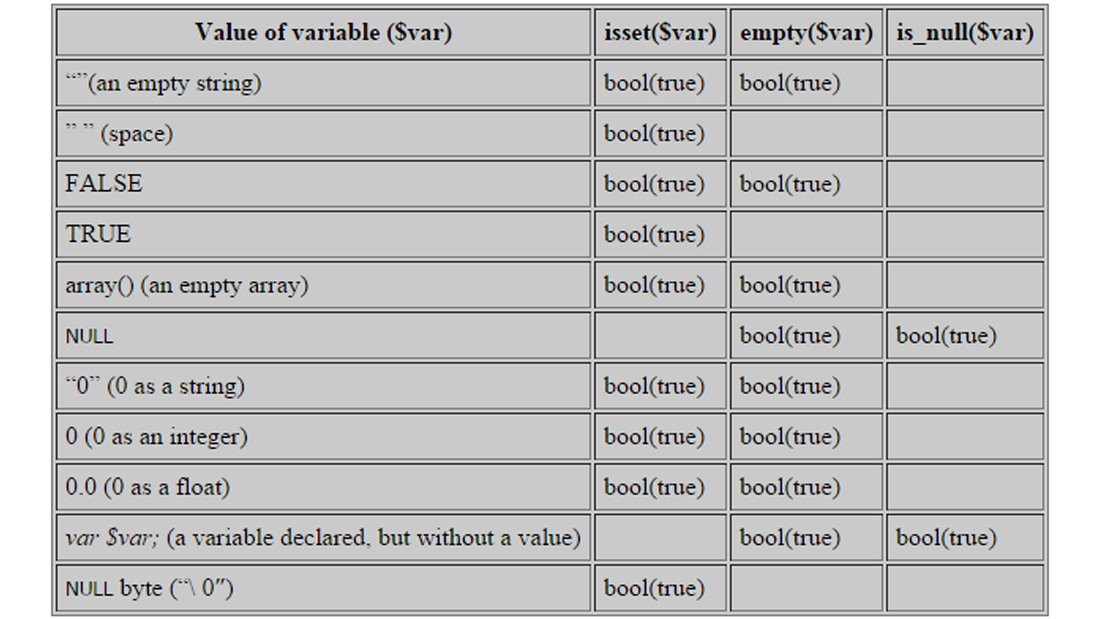 Value of variable ($var) isset($var) empty($var) is_null($var)
“”(an empty string) bool(true) bool(true)
” ” (space) bool(true)
FALSE bool(true) bool(true)
TRUE bool(true)
array() (an empty array) bool(true) bool(true)
NULL bool(true) bool(true)
“0” (0 as a string) bool(true) bool(true)
0 (0 as an integer) bool(true) bool(true)
0.0 (0 as a float) bool(true) bool(true)
var $var; (a variable declared, but without a value) bool(true) bool(true)
NULL byte (“\ 0″) bool(true)